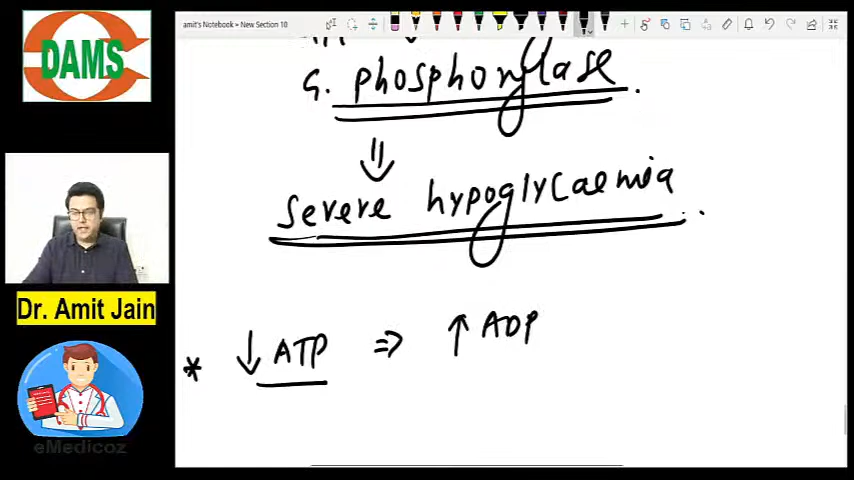 amit's Notebook > New Section 10
DAMS
G. phosphorylase.
⇓
Severe hypoglycaemia.
Dr. Amit Jain
* ↓ ATP ⇒ ↑ ADP
eMedicoz